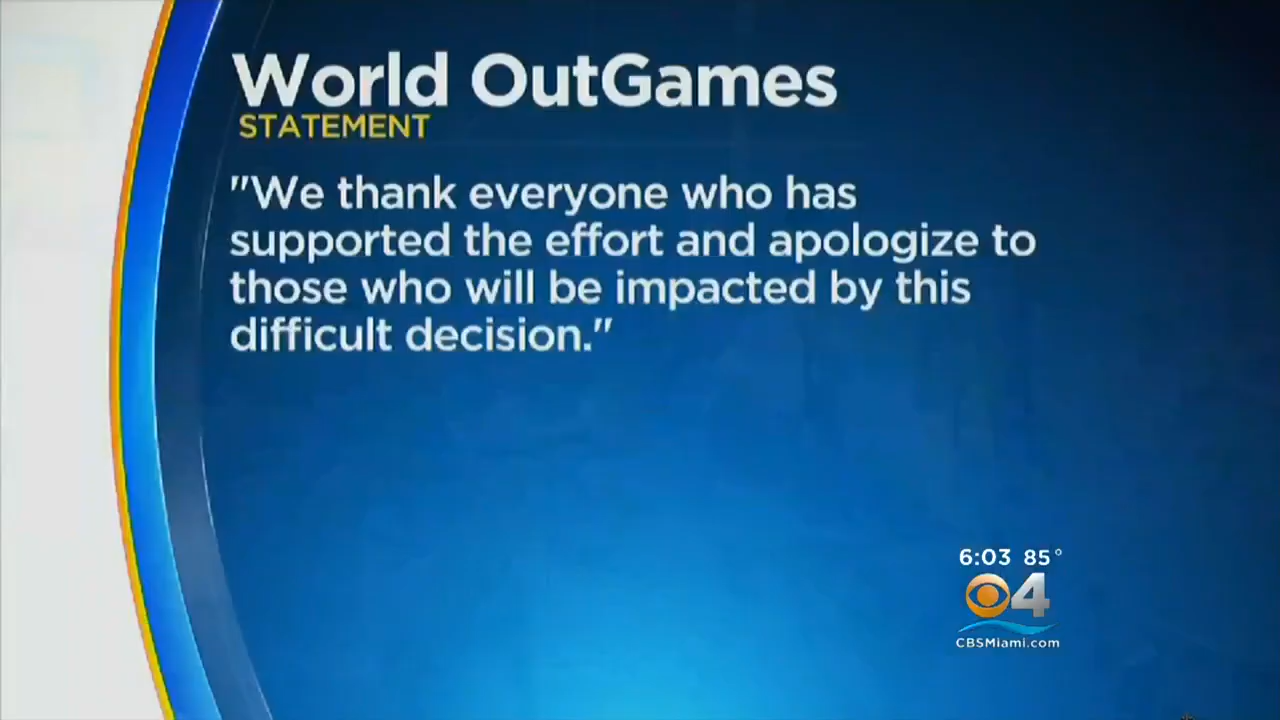 World OutGames
STATEMENT
"We thank everyone who has
supported the effort and apologize to
those who will be impacted by this
difficult decision."
6:03 85°
4
CBSMiami.com